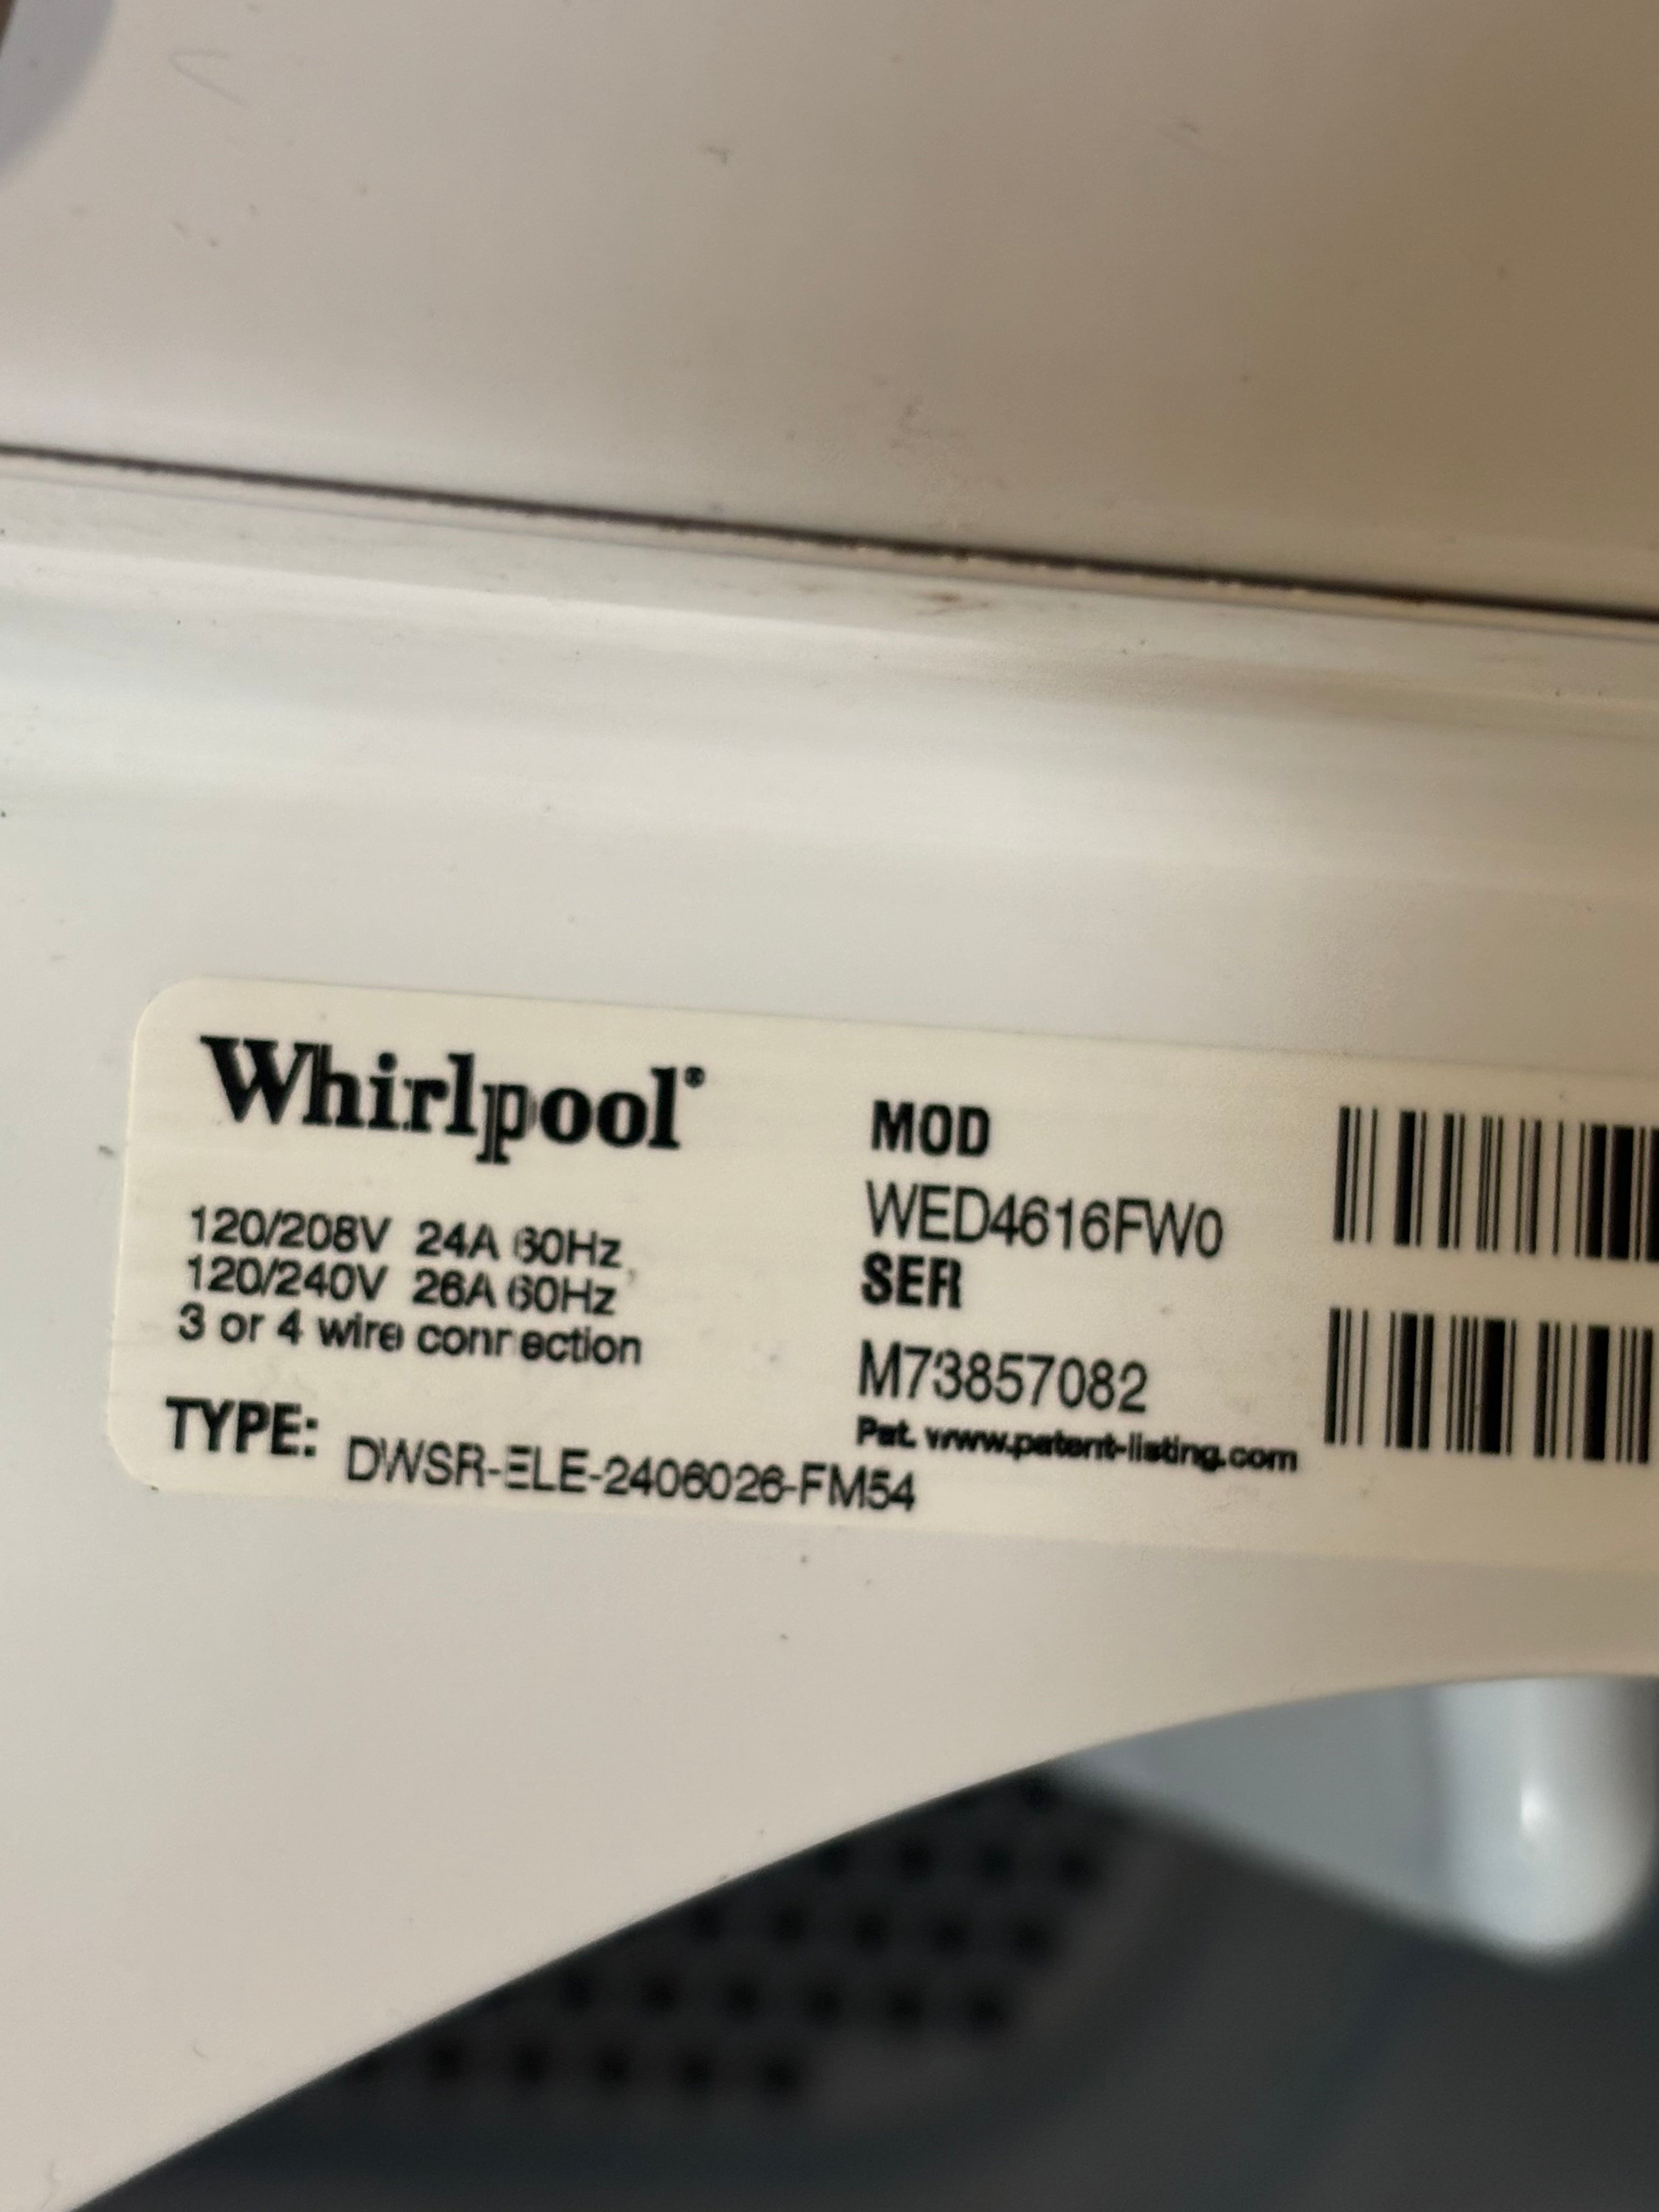 Whirlpool®
120/208V 24A 60Hz
120/240V 26A 60Hz
3 or 4 wire connection
TYPE: DWSR-ELE-2406026-FM54
MOD
WED4616FW0
SER
M73857082
Pat. www.patent-listing.com